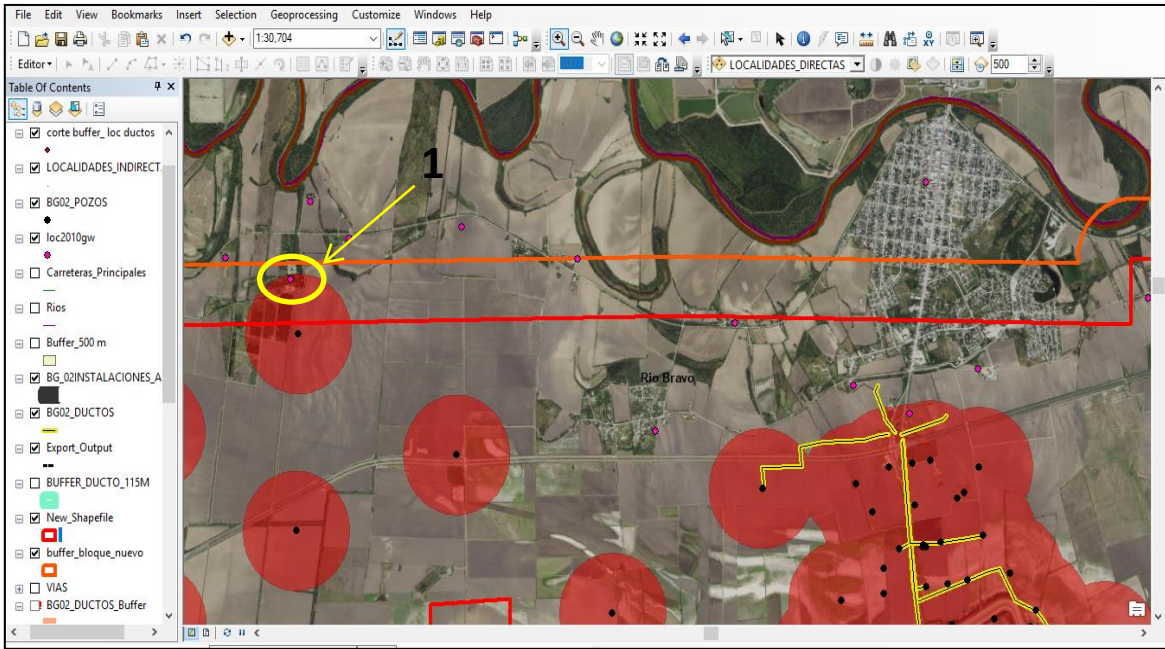 File Edit View Bookmarks Insert Selection Geoprocessing Customize Windows Help
1:30,704
Editor LOCALIDADES_DIRECTAS 500
Table Of Contents
corte buffer_ loc ductos
LOCALIDADES_INDIRECT
BG02_POZOS
loc2010gw
Carreteras_Principales
Rios
Buffer_500 m
BG_02INSTALACIONES_A
BG02_DUCTOS
Export_Output
BUFFER_DUCTO_115M
New_Shapefile
buffer_bloque_nuevo
VIAS
BG02_DUCTOS_Buffer
1
Rio Bravo